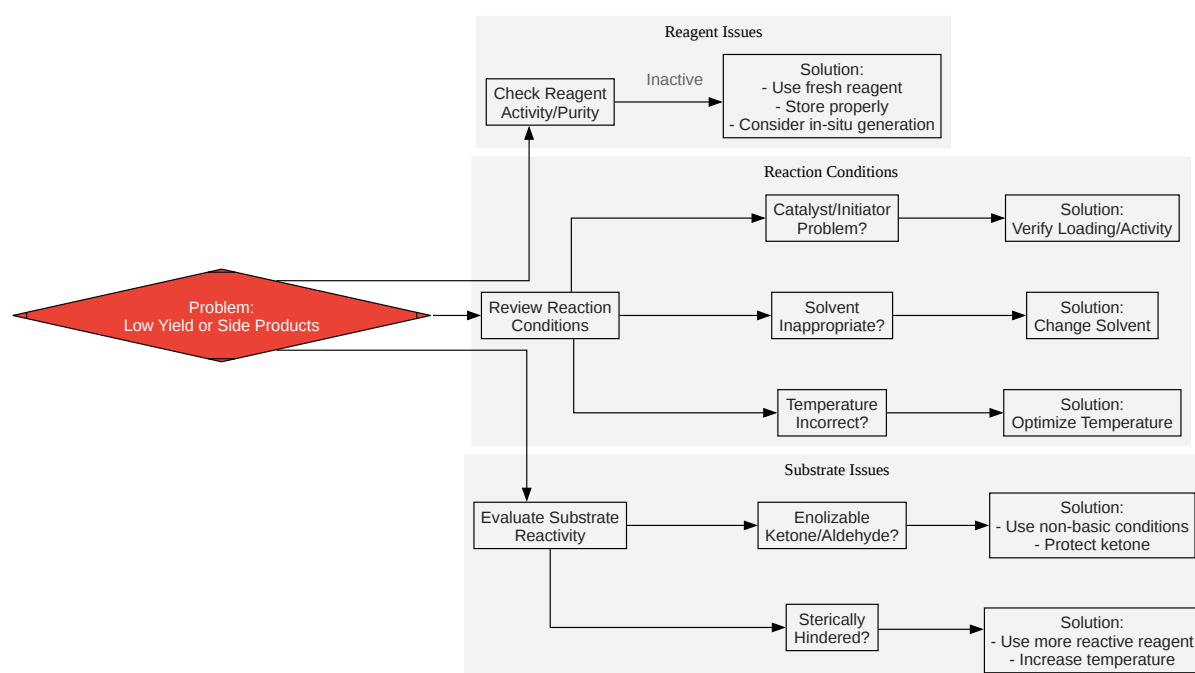 Reagent Issues
Check Reagent
Activity/Purity
Inactive
Solution:
- Use fresh reagent
- Store properly
- Consider in-situ generation
Reaction Conditions
Problem:
Low Yield or Side Products
Review Reaction
Conditions
Catalyst/Initiator
Problem?
Solution:
Verify Loading/Activity
Solvent
Inappropriate?
Solution:
Change Solvent
Temperature
Incorrect?
Solution:
Optimize Temperature
Substrate Issues
Evaluate Substrate
Reactivity
Enolizable
Ketone/Aldehyde?
Solution:
- Use non-basic conditions
- Protect ketone
Sterically
Hindered?
Solution:
- Use more reactive reagent
- Increase temperature